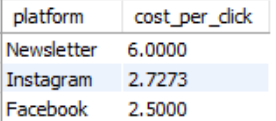 platform cost_per_click
Newsletter 6.0000
Instagram 2.7273
Facebook 2.5000